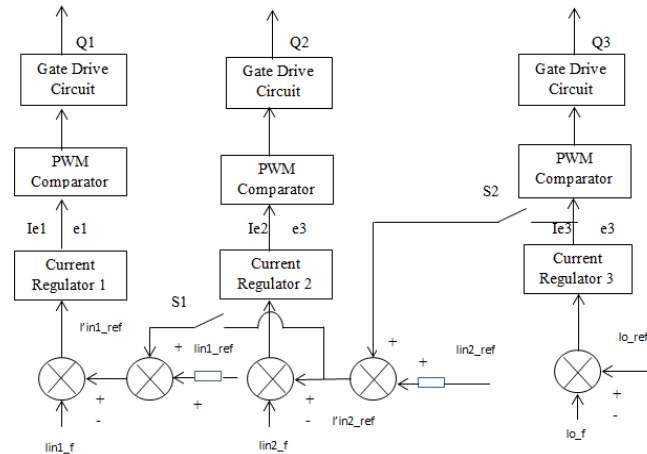 Q1
Q2
Q3
Gate Drive
Circuit
Gate Drive
Circuit
Gate Drive
Circuit
PWM
Comparator
PWM
Comparator
PWM
Comparator
S2
Ie1 e1
Ie2 e3
Ie3 e3
Current
Regulator 1
Current
Regulator 2
Current
Regulator 3
S1
I'in1_ref
+
Iin1_ref
+
Iin2_ref
+
Io_ref
+
-
+
+
-
I'in2_ref
+
-
Iin1_f
Iin2_f
Io_f